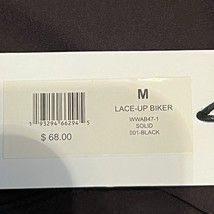 1 93294 66294 5
$ 68.00
M
LACE-UP BIKER
WWAB47-1
SOLID
001-BLACK